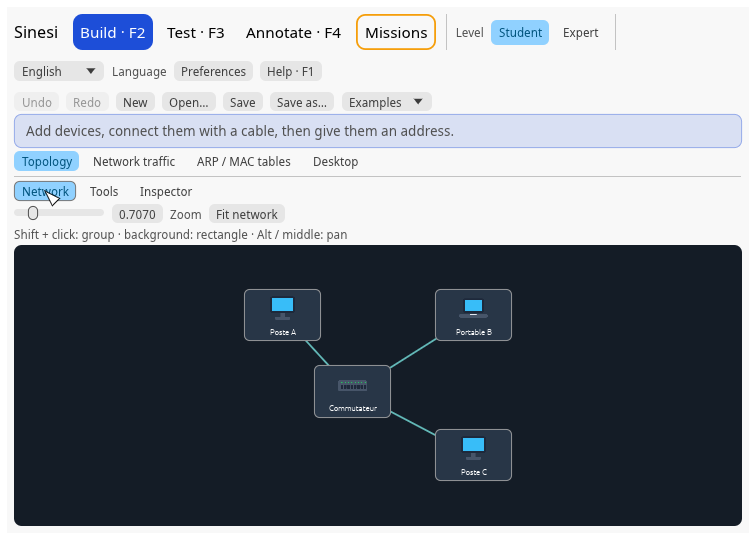 Sinesi Build · F2 Test · F3 Annotate · F4 Missions Level Student Expert
English Language Preferences Help · F1
Undo Redo New Open... Save Save as... Examples
Add devices, connect them with a cable, then give them an address.
Topology Network traffic ARP / MAC tables Desktop
Network Tools Inspector
0.7070 Zoom Fit network
Shift + click: group · background: rectangle · Alt / middle: pan
Poste A Portable B
Commutateur
Poste C